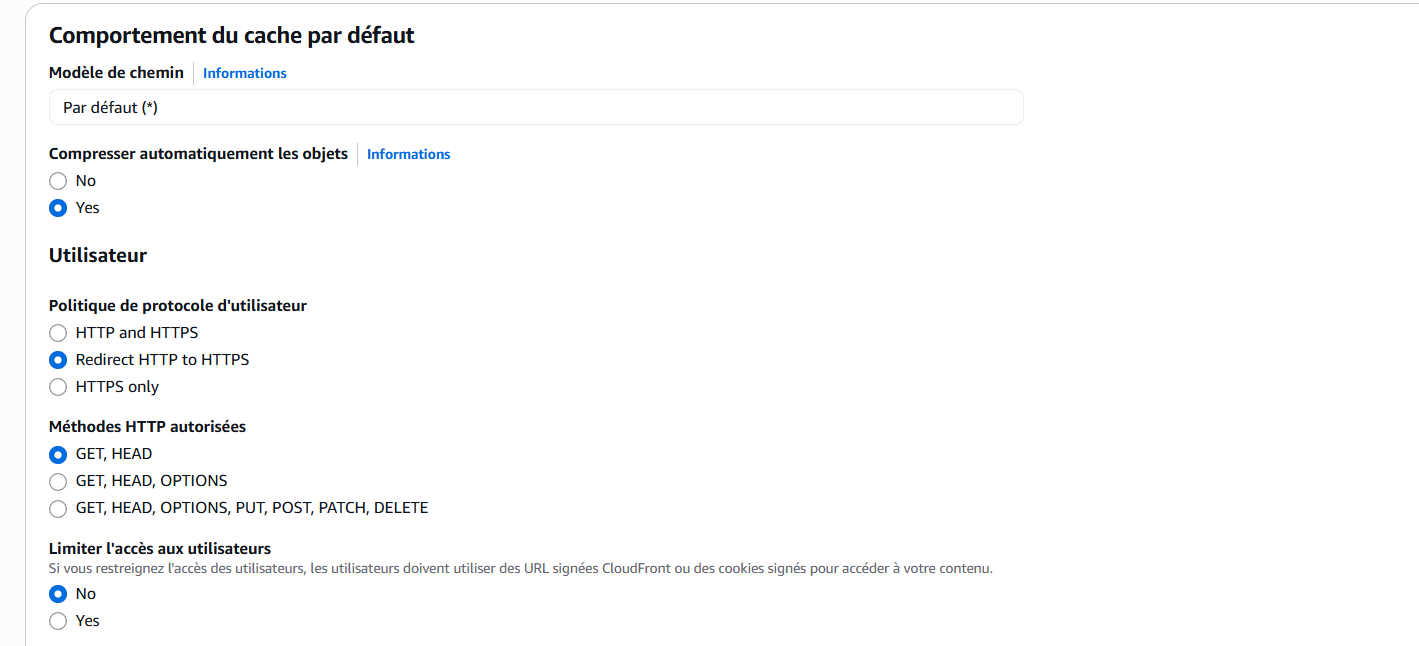 Comportement du cache par défaut
Modèle de chemin Informations
Par défaut (*)
Compresser automatiquement les objets Informations
No
Yes
Utilisateur
Politique de protocole d'utilisateur
HTTP and HTTPS
Redirect HTTP to HTTPS
HTTPS only
Méthodes HTTP autorisées
GET, HEAD
GET, HEAD, OPTIONS
GET, HEAD, OPTIONS, PUT, POST, PATCH, DELETE
Limiter l'accès aux utilisateurs
Si vous restreignez l'accès des utilisateurs, les utilisateurs doivent utiliser des URL signées CloudFront ou des cookies signés pour accéder à votre contenu.
No
Yes